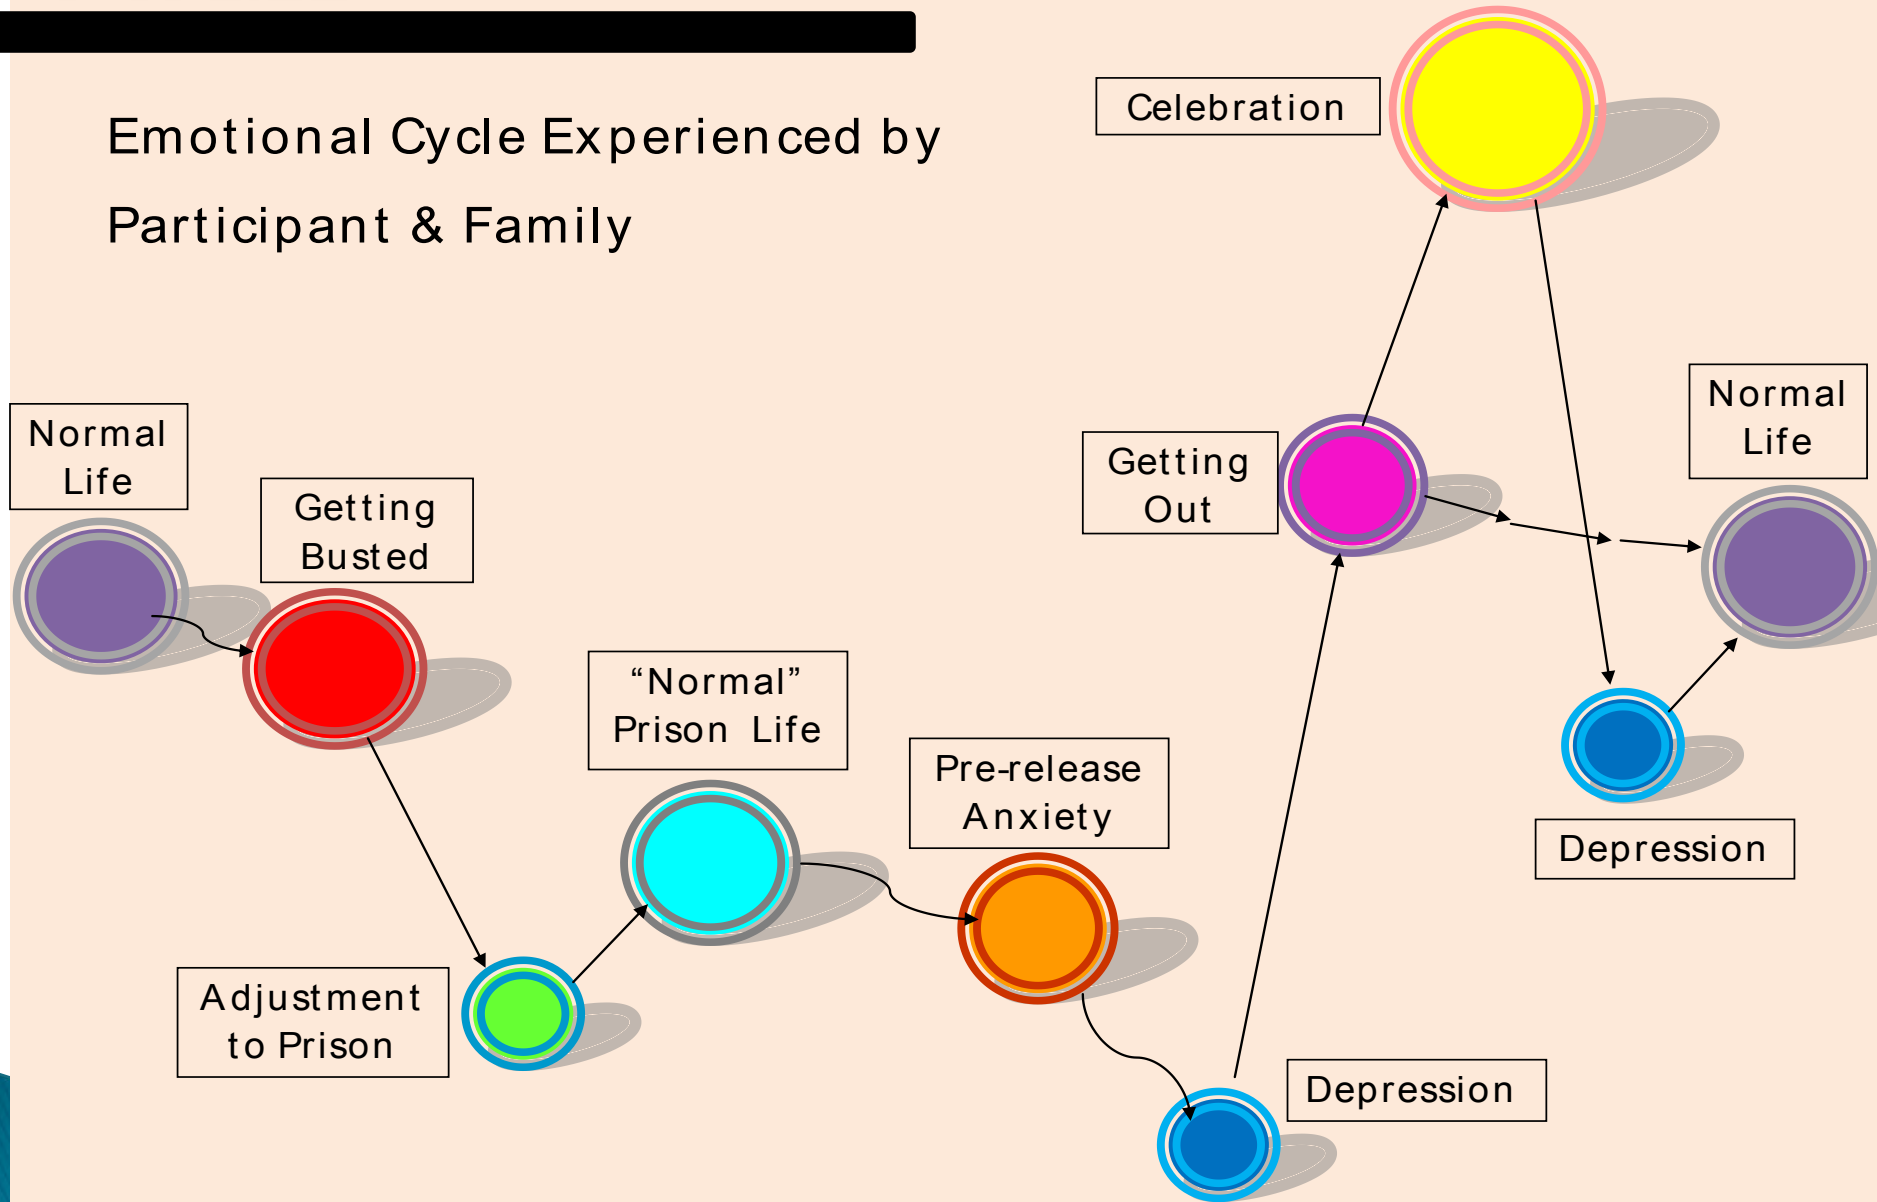 Emotional Cycle Experienced by
Participant & Family
Celebration
Normal
Life
Getting
Busted
Getting
Out
Normal
Life
"Normal"
Prison Life
Pre-release
Anxiety
Depression
Adjustment
to Prison
Depression